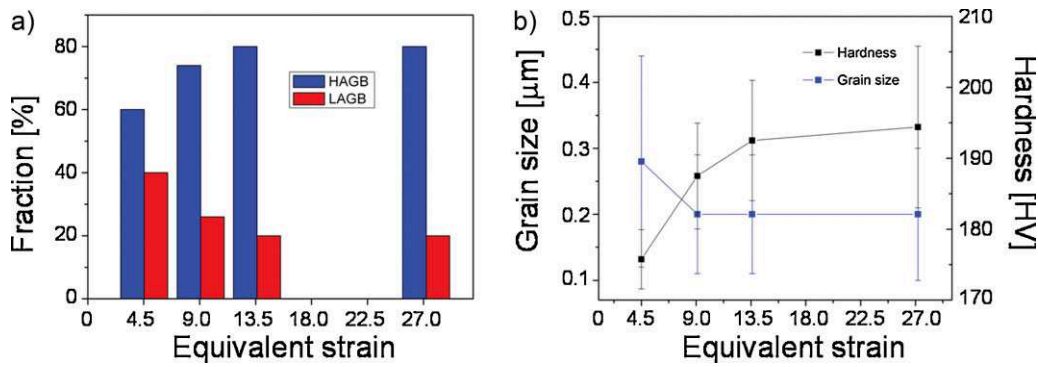 a)
Fraction [%]
80
60
40
20
0
HAGB
LAGB
0 4.5 9.0 13.5 18.0 22.5 27.0
Equivalent strain
b)
Grain size [µm]
0.5
0.4
0.3
0.2
0.1
Hardness
Grain size
210
200
190
180
170
Hardness [HV]
0 4.5 9.0 13.5 18.0 22.5 27.0
Equivalent strain